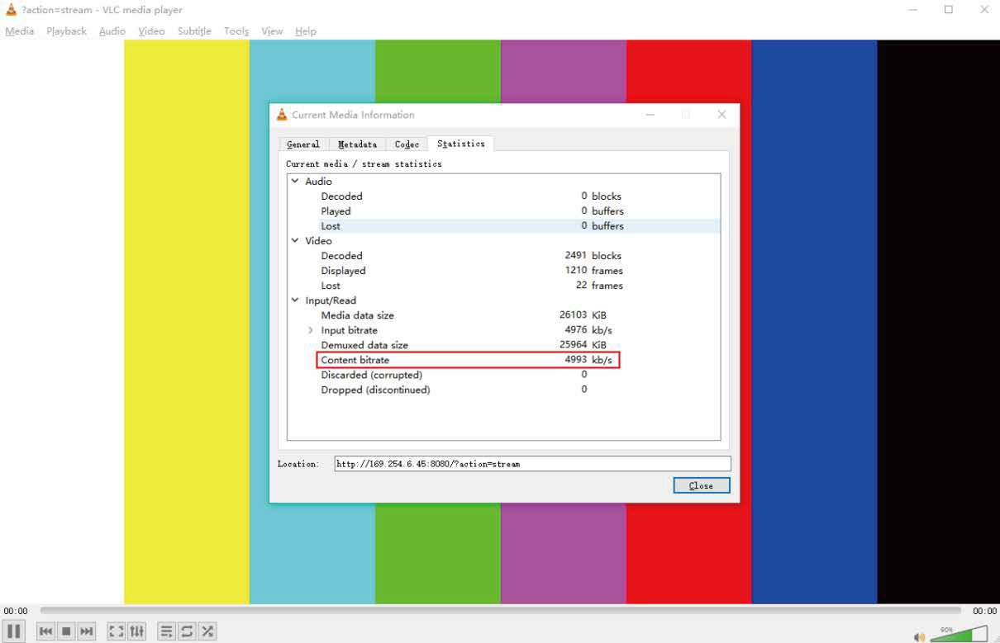 ?action=stream - VLC media player
Media Playback Audio Video Subtitle Tools View Help
Current Media Information
General Metadata Codec Statistics
Current media / stream statistics
Audio
Decoded 0 blocks
Played 0 buffers
Lost 0 buffers
Video
Decoded 2491 blocks
Displayed 1210 frames
Lost 22 frames
Input/Read
Media data size 26103 KiB
Input bitrate 4976 kb/s
Demuxed data size 25964 KiB
Content bitrate 4993 kb/s
Discarded (corrupted) 0
Dropped (discontinued) 0
Location: http://169.254.6.45:8080/?action=stream
Close
00:00 00:00
90%